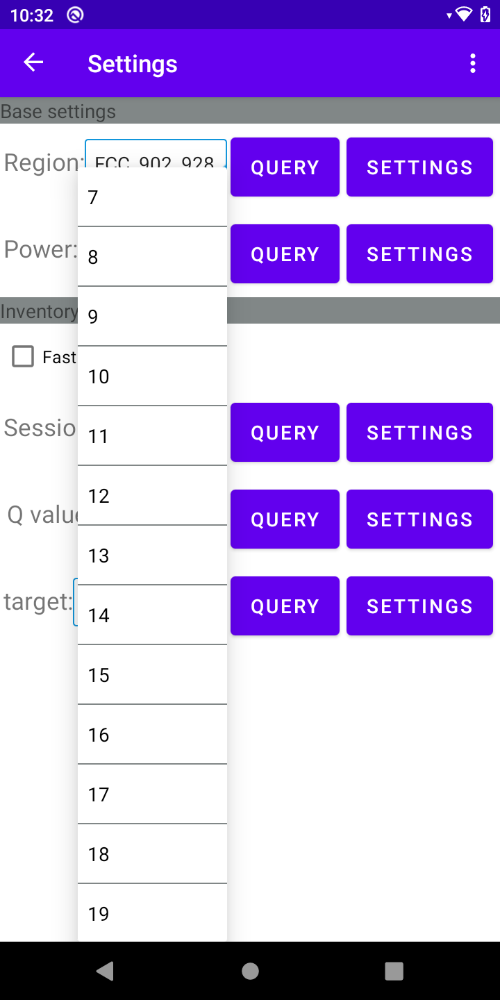 10:32
Settings
Base settings
Region: FCC_902_928 QUERY SETTINGS
7
Power: QUERY SETTINGS
8
Inventory
9
Fast
10
Sessio QUERY SETTINGS
11
12
Q value QUERY SETTINGS
13
target: QUERY SETTINGS
14
15
16
17
18
19